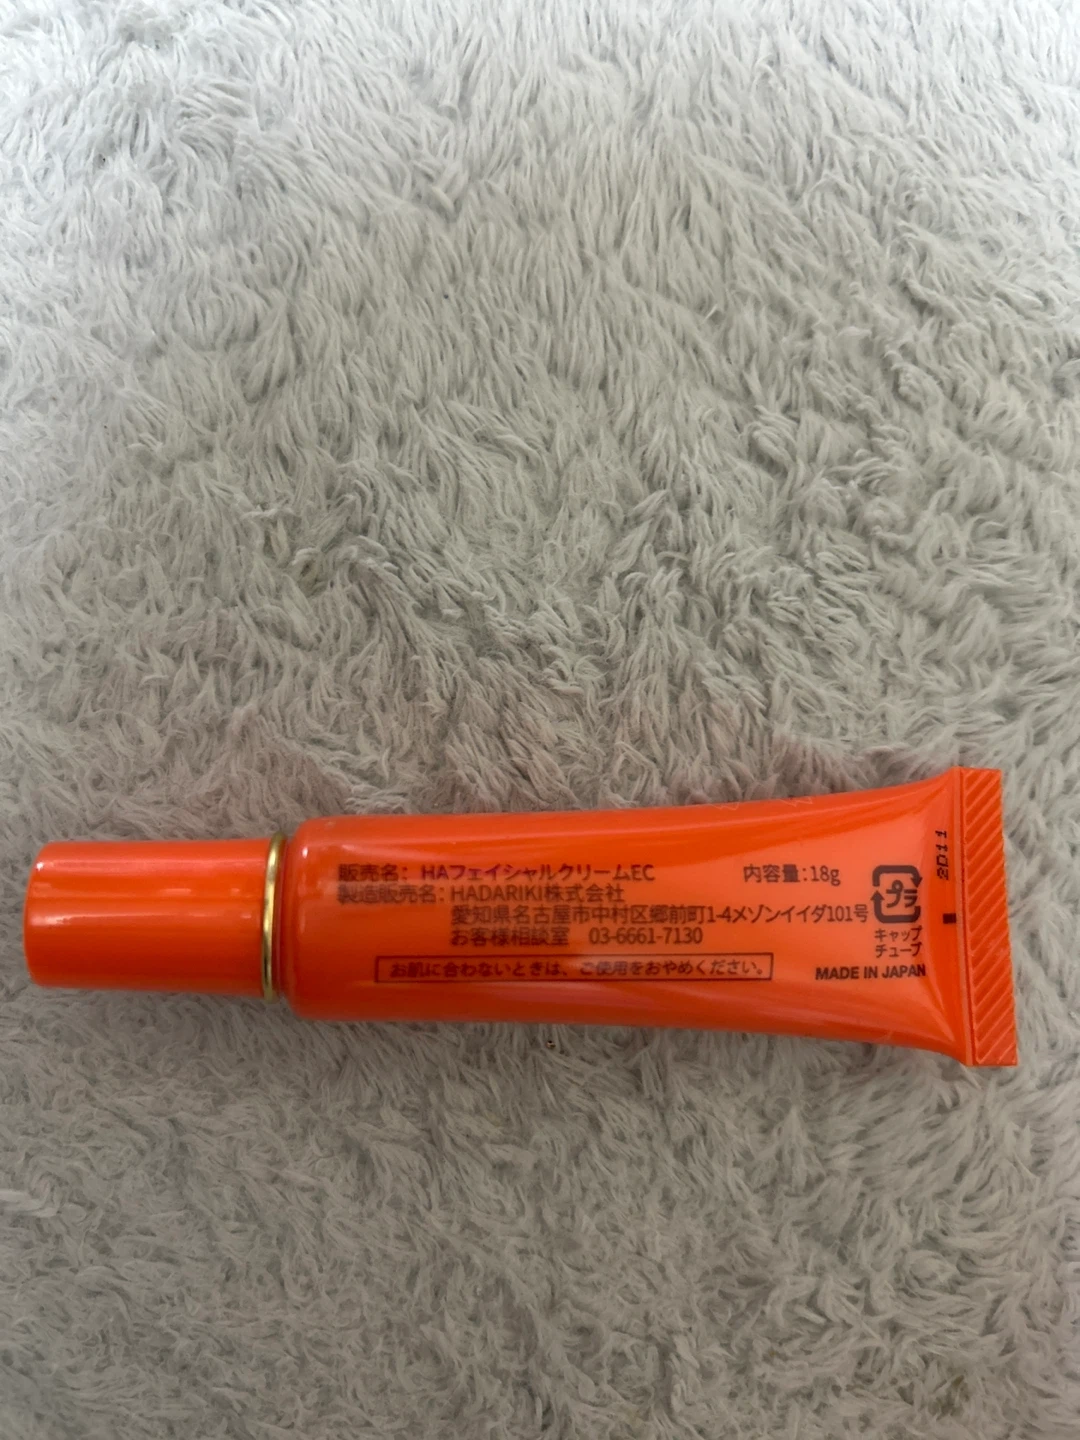 販売名： HAフェイシャルクリームEC 内容量：18g
製造販売名：HADARIKI株式会社
愛知県名古屋市中村区郷前町1-4メゾンイイダ101号
お客様相談室 03-6661-7130
お肌に合わないときは、ご使用をおやめください。
プラ
キャップ
チューブ
MADE IN JAPAN